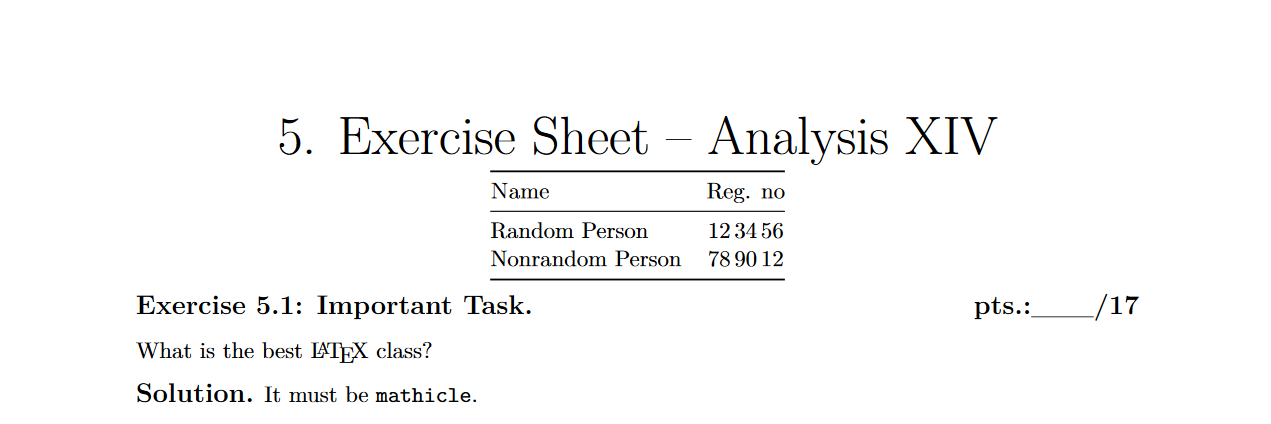 5. Exercise Sheet – Analysis XIV
Name Reg. no
Random Person 12 34 56
Nonrandom Person 78 90 12
Exercise 5.1: Important Task. pts.:____/17
What is the best LATEX class?
Solution. It must be mathicle.